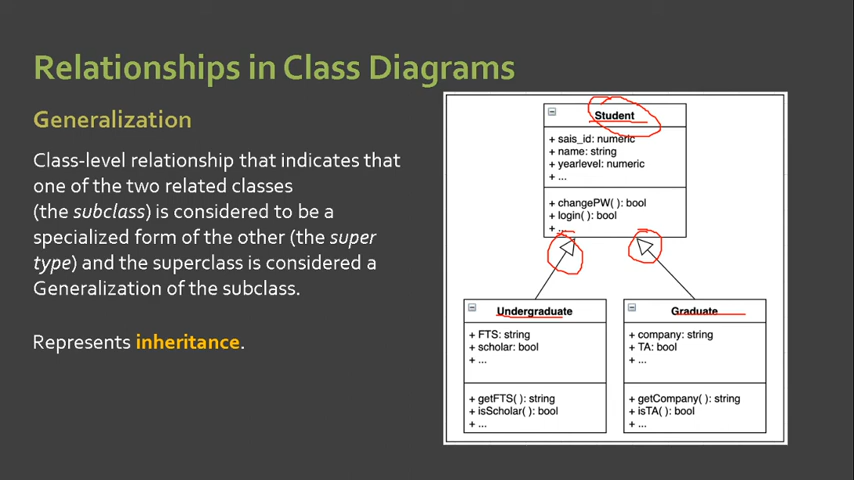 Relationships in Class Diagrams
Generalization
Class-level relationship that indicates that
one of the two related classes
(the subclass) is considered to be a
specialized form of the other (the super
type) and the superclass is considered a
Generalization of the subclass.
Represents inheritance.
Student
+ sais_id: numeric
+ name: string
+ yearlevel: numeric
+ ...
+ changePW( ): bool
+ login( ): bool
+ ...
Undergraduate
+ FTS: string
+ scholar: bool
+ ...
+ getFTS( ): string
+ isScholar( ): bool
+ ...
Graduate
+ company: string
+ TA: bool
+ ...
+ getCompany( ): string
+ isTA( ): bool
+ ...